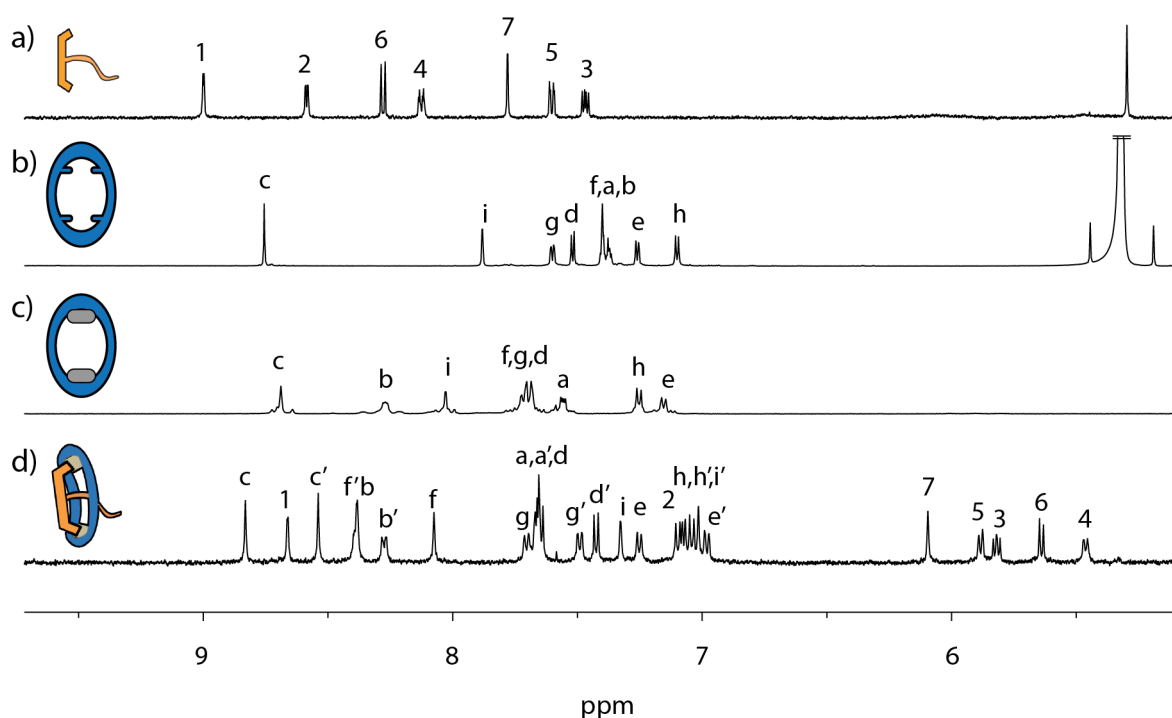 a)
1 2 6 4 7 5 3
b)
c i g d f,a,b e h
c)
c b i f,g,d a h e
d)
c 1 c′ f′b b′ f g a,a′,d g′ d′ i e 2 h,h′,i′ e′ 7 5 3 6 4
9 8 7 6
ppm